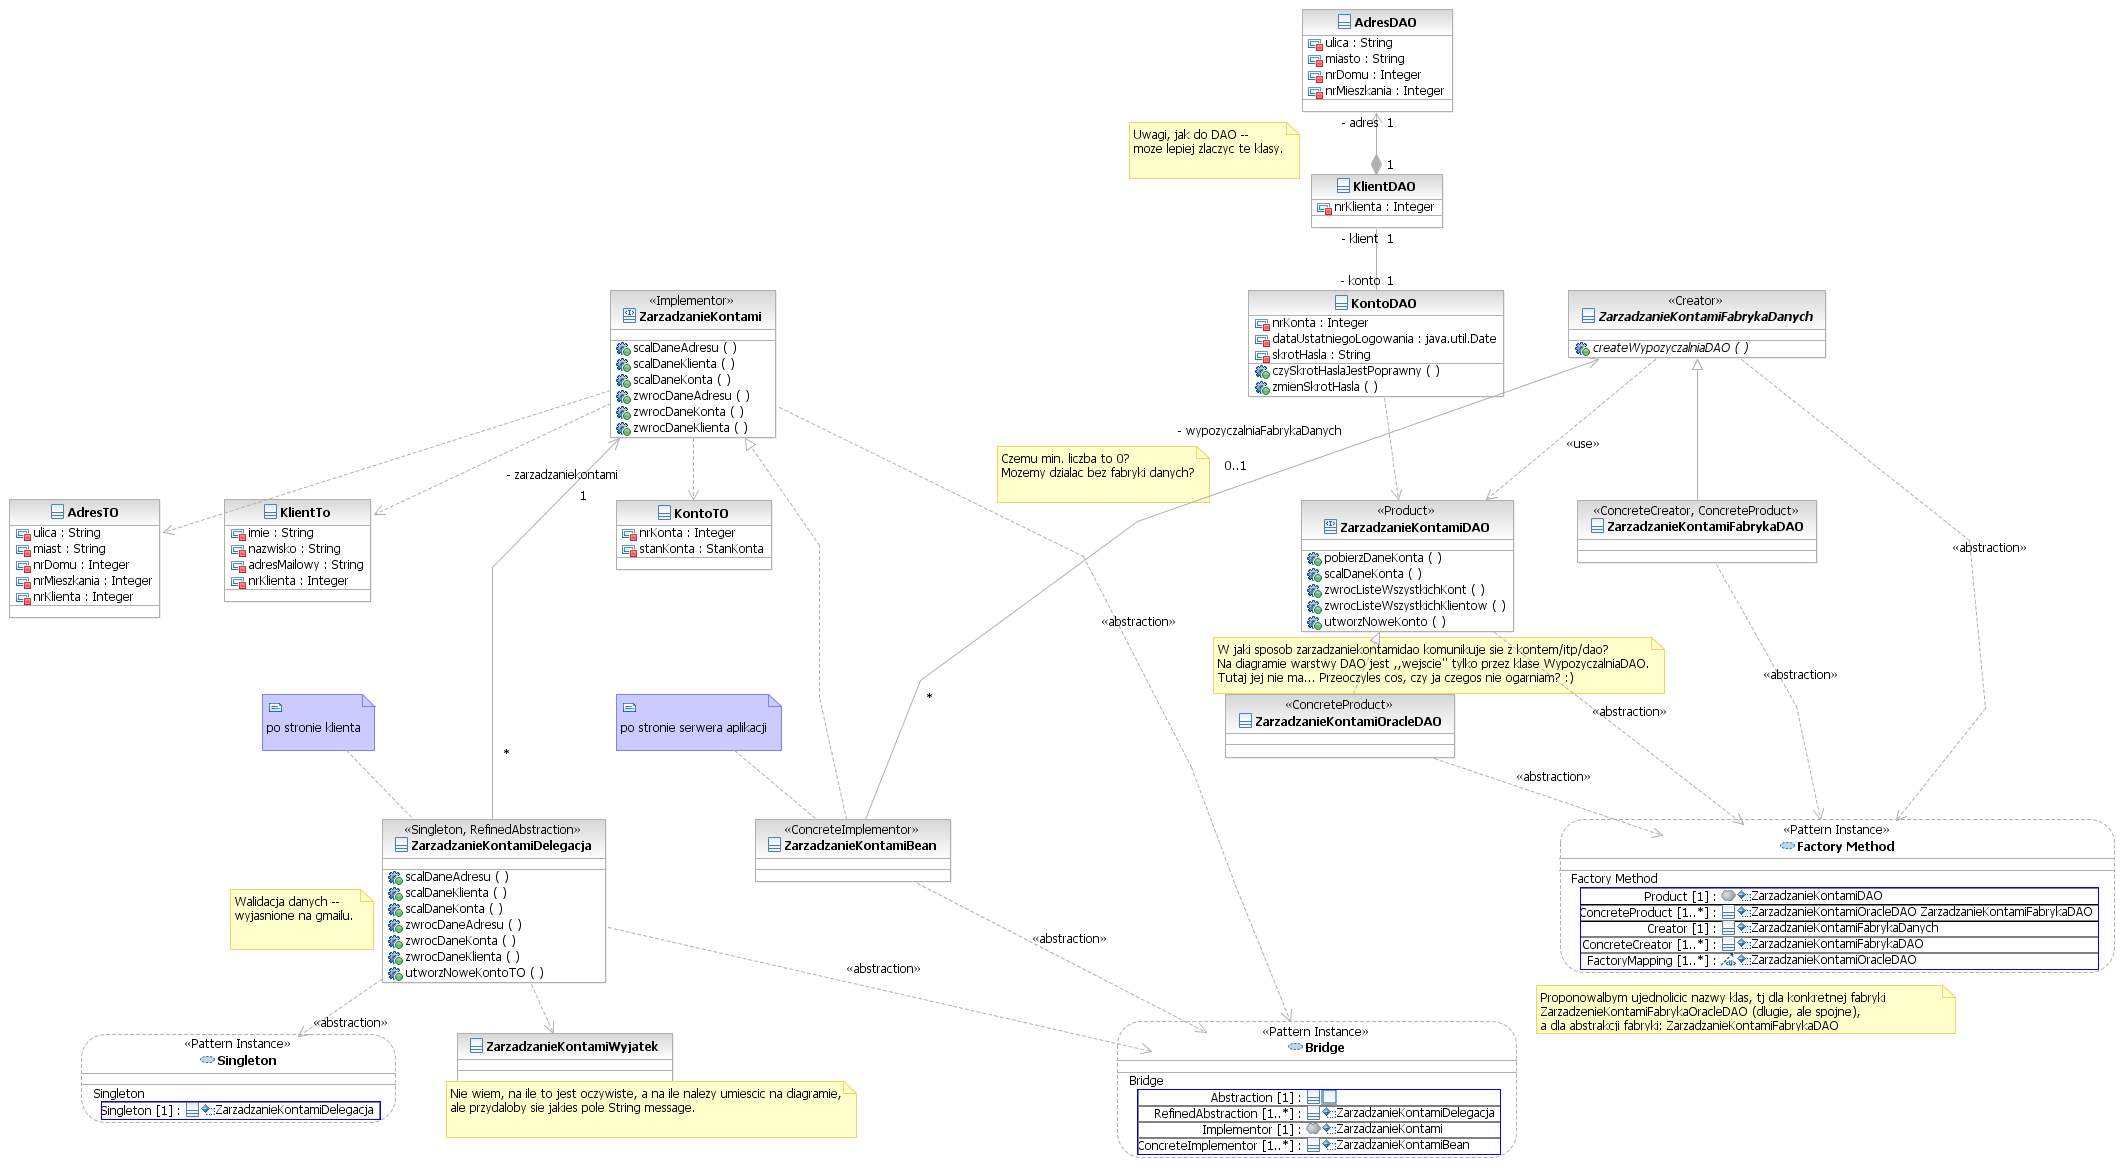 AdresDAO
ulica : String
miasto : String
nrDomu : Integer
nrMieszkania : Integer
- adres 1
1
Uwagi, jak do DAO --
moze lepiej zlaczyc te klasy.
KlientDAO
nrKlienta : Integer
- klient 1
- konto 1
KontoDAO
nrKonta : Integer
dataUstatniegoLogowania : java.util.Date
skrotHasla : String
czySkrotHaslaJestPoprawny ( )
zmienSkrotHasla ( )
«Creator»
ZarzadzanieKontamiFabrykaDanych
createWypozyczalniaDAO ( )
«Implementor»
ZarzadzanieKontami
scalDaneAdresu ( )
scalDaneKlienta ( )
scalDaneKonta ( )
zwrocDaneAdresu ( )
zwrocDaneKonta ( )
zwrocDaneKlienta ( )
- zarzadzaniekontami
1
- wypozyczalniaFabrykaDanych
0..1
Czemu min. liczba to 0?
Mozemy dzialac bez fabryki danych?
«use»
AdresTO
ulica : String
miast : String
nrDomu : Integer
nrMieszkania : Integer
nrKlienta : Integer
KlientTo
imie : String
nazwisko : String
adresMailowy : String
nrKlienta : Integer
KontoTO
nrKonta : Integer
stanKonta : StanKonta
«Product»
ZarzadzanieKontamiDAO
pobierzDaneKonta ( )
scalDaneKonta ( )
zwrocListeWszystkichKont ( )
zwrocListeWszystkichKlientow ( )
utworzNoweKonto ( )
«ConcreteCreator, ConcreteProduct»
ZarzadzanieKontamiFabrykaDAO
«abstraction»
«abstraction»
W jaki sposob zarzadzaniekontamidao komunikuje sie z kontem/itp/dao?
Na diagramie warstwy DAO jest ,,wejscie'' tylko przez klase WypozyczalniaDAO.
Tutaj jej nie ma... Przeoczyles cos, czy ja czegos nie ogarniam? :)
«abstraction»
«abstraction»
«ConcreteProduct»
ZarzadzanieKontamiOracleDAO
«abstraction»
po stronie klienta
po stronie serwera aplikacji
*
*
«Singleton, RefinedAbstraction»
ZarzadzanieKontamiDelegacja
scalDaneAdresu ( )
scalDaneKlienta ( )
scalDaneKonta ( )
zwrocDaneAdresu ( )
zwrocDaneKonta ( )
zwrocDaneKlienta ( )
utworzNoweKontoTO ( )
«ConcreteImplementor»
ZarzadzanieKontamiBean
Walidacja danych --
wyjasnione na gmailu.
«abstraction»
«abstraction»
«abstraction»
«Pattern Instance»
Factory Method
Factory Method
Product [1] : ZarzadzanieKontamiDAO
ConcreteProduct [1..*] : ZarzadzanieKontamiOracleDAO ZarzadzanieKontamiFabrykaDAO
Creator [1] : ZarzadzanieKontamiFabrykaDanych
ConcreteCreator [1..*] : ZarzadzanieKontamiFabrykaDAO
FactoryMapping [1..*] : ZarzadzanieKontamiOracleDAO
Proponowalbym ujednolicic nazwy klas, tj dla konkretnej fabryki
ZarzadzenieKontamiFabrykaOracleDAO (dlugie, ale spojne),
a dla abstrakcji fabryki: ZarzadzanieKontamiFabrykaDAO
«Pattern Instance»
Singleton
Singleton
Singleton [1] : ZarzadzanieKontamiDelegacja
ZarzadzanieKontamiWyjatek
Nie wiem, na ile to jest oczywiste, a na ile nalezy umiescic na diagramie,
ale przydaloby sie jakies pole String message.
«Pattern Instance»
Bridge
Bridge
Abstraction [1] :
RefinedAbstraction [1..*] : ZarzadzanieKontamiDelegacja
Implementor [1] : ZarzadzanieKontami
ConcreteImplementor [1..*] : ZarzadzanieKontamiBean